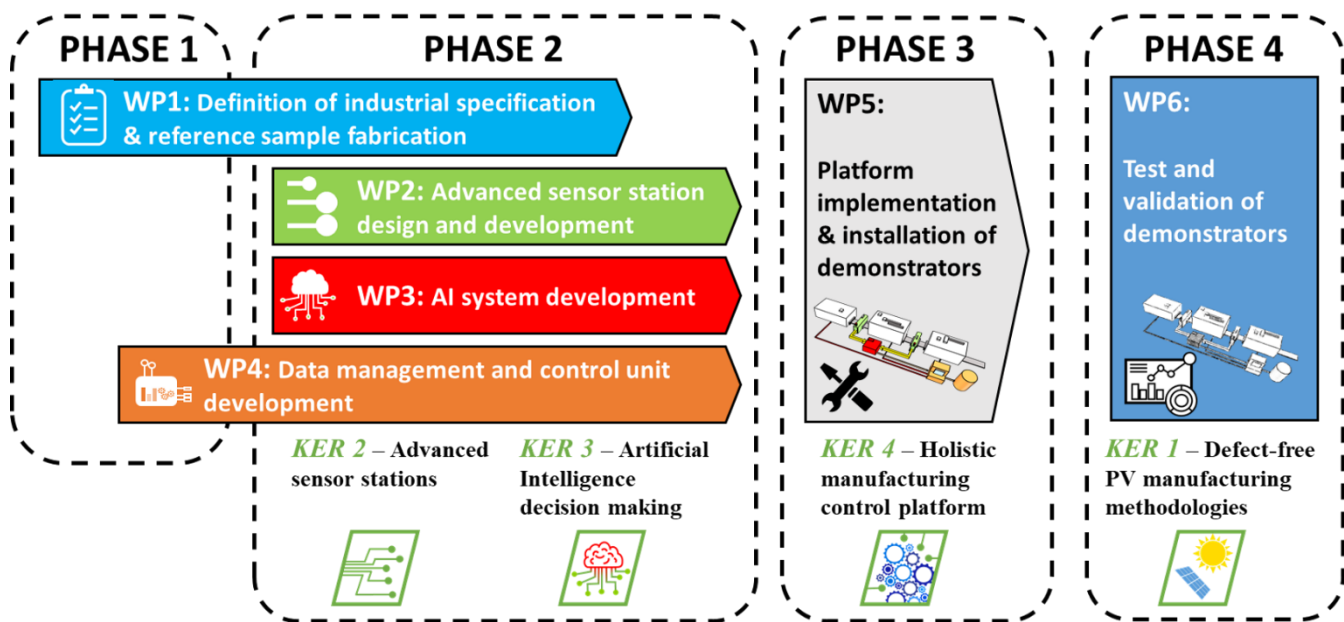 PHASE 1
PHASE 2
PHASE 3
PHASE 4
WP1: Definition of industrial specification
& reference sample fabrication
WP2: Advanced sensor station
design and development
WP3: AI system development
WP4: Data management and control unit
development
KER 2 – Advanced
sensor stations
KER 3 – Artificial
Intelligence
decision making
WP5:
Platform
implementation
& installation of
demonstrators
KER 4 – Holistic
manufacturing
control platform
WP6:
Test and
validation of
demonstrators
KER 1 – Defect-free
PV manufacturing
methodologies